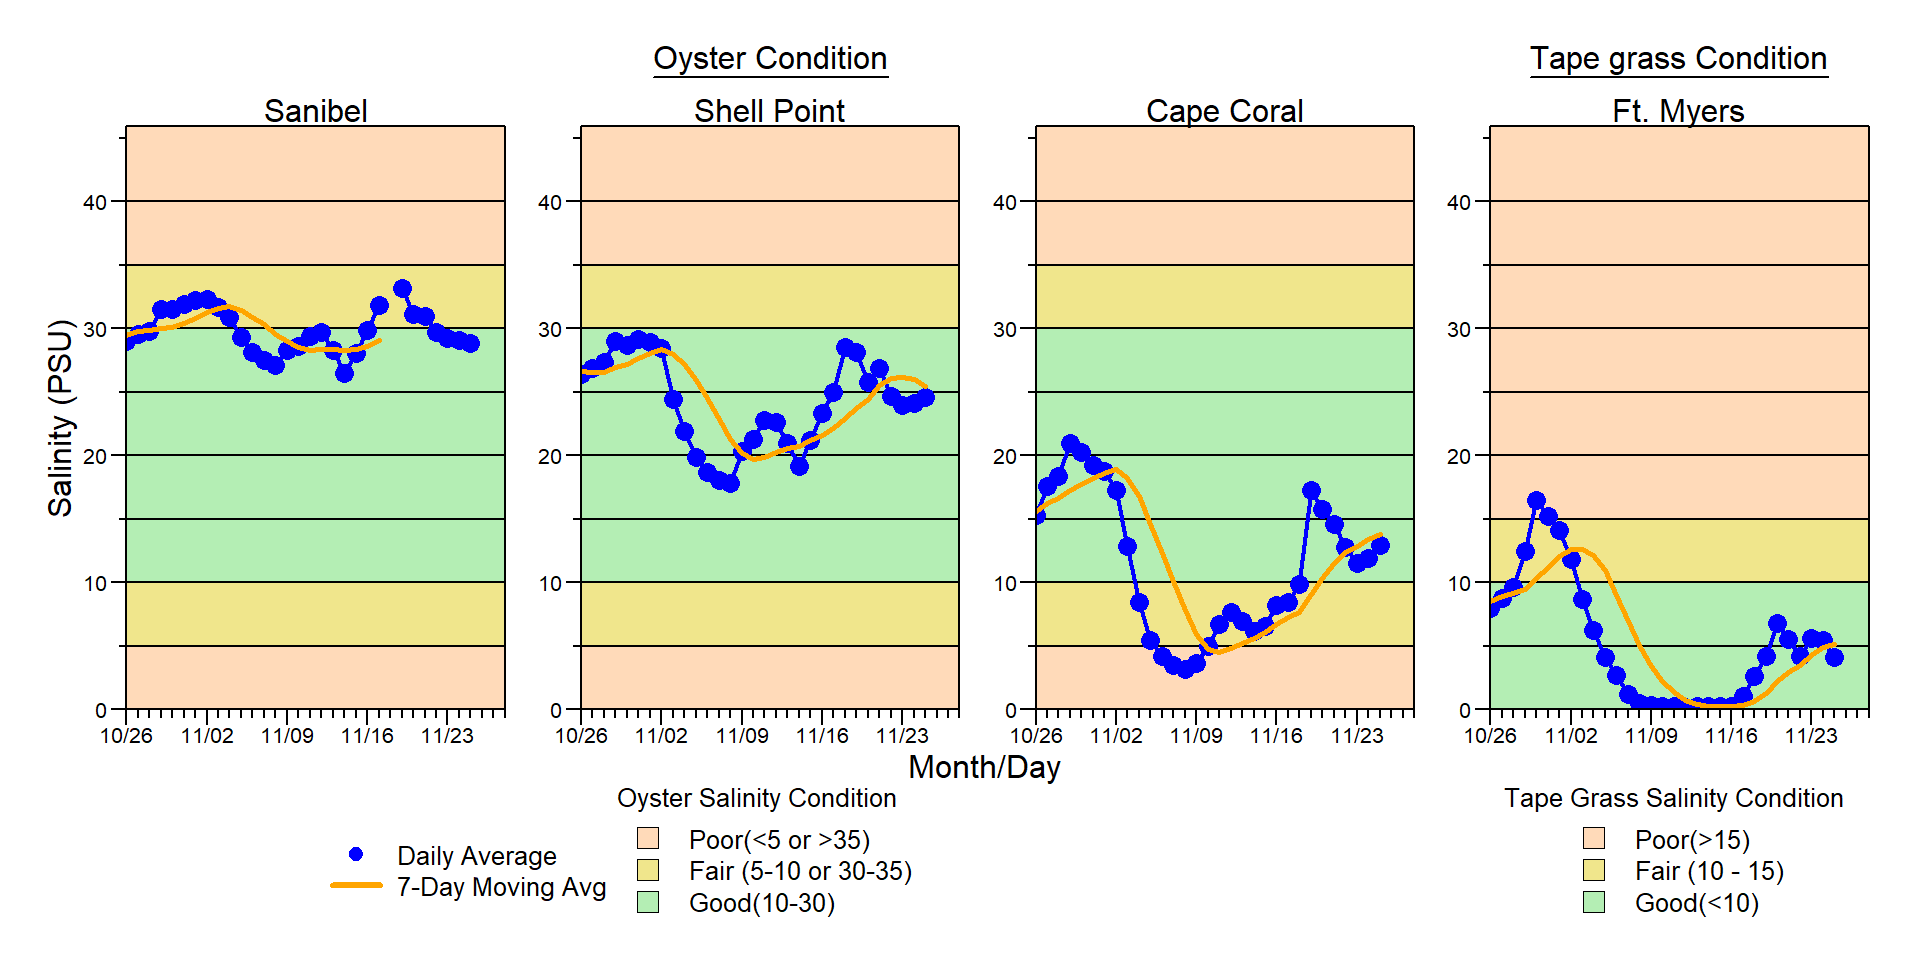 Oyster Condition
Tape grass Condition
Sanibel
Shell Point
Cape Coral
Ft. Myers
Salinity (PSU)
40
30
20
10
0
10/26 11/02 11/09 11/16 11/23
40
30
20
10
0
10/26 11/02 11/09 11/16 11/23
40
30
20
10
0
10/26 11/02 11/09 11/16 11/23
40
30
20
10
0
10/26 11/02 11/09 11/16 11/23
Month/Day
Daily Average
7-Day Moving Avg
Oyster Salinity Condition
Poor(<5 or >35)
Fair (5-10 or 30-35)
Good(10-30)
Tape Grass Salinity Condition
Poor(>15)
Fair (10 - 15)
Good(<10)